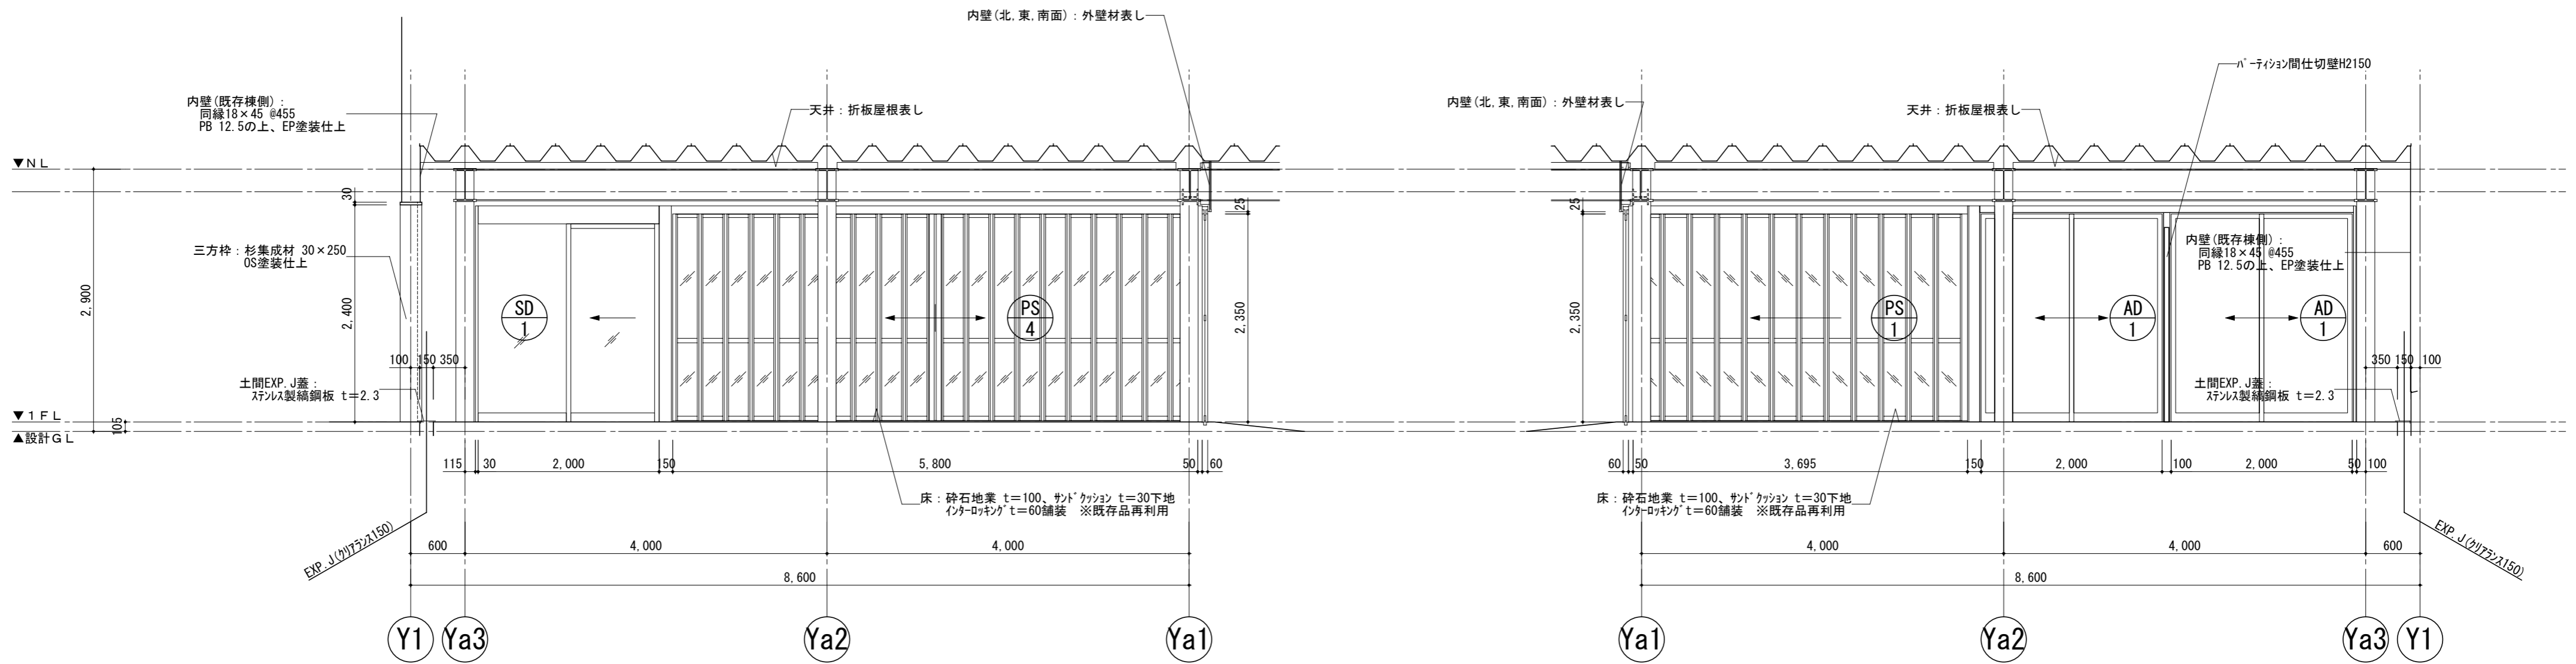 内壁(北,東,南面):外壁材表し
内壁(既存棟側):
同縁18×45 @455
PB 12.5の上、EP塗装仕上
天井:折板屋根表し
▼NL
30
25
三方枠:杉集成材 30×250
OS塗装仕上
2,900
2,400
2,350
SD
1
PS
4
100
150
350
土間EXP.J蓋:
ステンレス製縞鋼板 t=2.3
▼1FL
▲設計GL
105
115
30
2,000
150
5,800
50
60
床:砕石地業 t=100、サンドクッション t=30下地
インターロッキングt=60舗装 ※既存品再利用
EXP.J(クリアランス150)
600
4,000
4,000
8,600
Y1
Ya3
Ya2
Ya1
パーティション間仕切壁H2150
内壁(北,東,南面):外壁材表し
天井:折板屋根表し
25
内壁(既存棟側):
同縁18×45 @455
PB 12.5の上、EP塗装仕上
2,350
PS
1
AD
1
AD
1
350
150
100
土間EXP.J蓋:
ステンレス製縞鋼板 t=2.3
60
50
3,695
150
2,000
100
2,000
50
100
床:砕石地業 t=100、サンドクッション t=30下地
インターロッキングt=60舗装 ※既存品再利用
EXP.J(クリアランス150)
4,000
4,000
600
8,600
Ya1
Ya2
Ya3
Y1